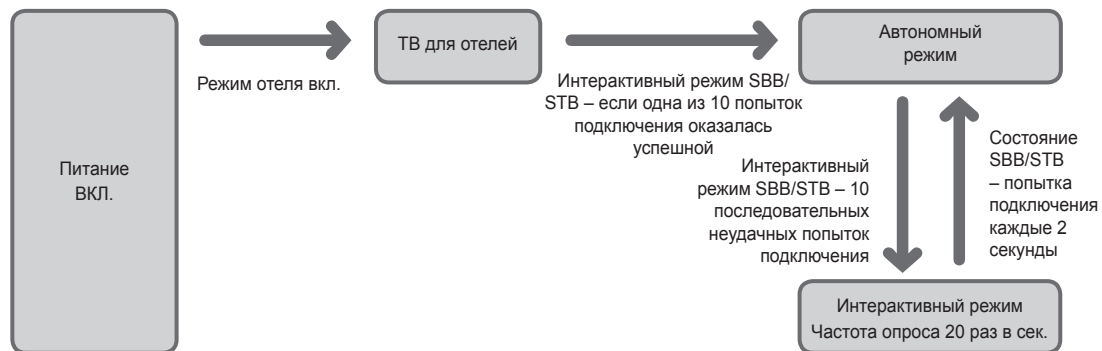 Питание
ВКЛ.
Режим отеля вкл.
ТВ для отелей
Интерактивный режим SBB/
STB – если одна из 10 попыток
подключения оказалась
успешной
Автономный
режим
Интерактивный
режим SBB/STB – 10
последовательных
неудачных попыток
подключения
Состояние
SBB/STB
– попытка
подключения
каждые 2
секунды
Интерактивный режим
Частота опроса 20 раз в сек.